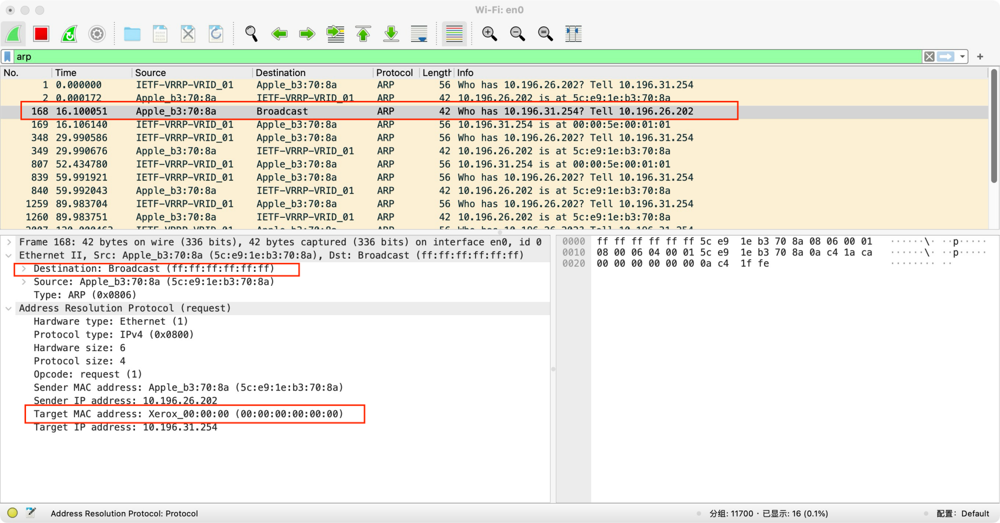 Wi-Fi: en0
arp
No. Time Source Destination Protocol Length Info
1 0.000000 IETF-VRRP-VRID_01 Apple_b3:70:8a ARP 56 Who has 10.196.26.202? Tell 10.196.31.254
2 0.000172 Apple_b3:70:8a IETF-VRRP-VRID_01 ARP 42 10.196.26.202 is at 5c:e9:1e:b3:70:8a
168 16.100051 Apple_b3:70:8a Broadcast ARP 42 Who has 10.196.31.254? Tell 10.196.26.202
169 16.106140 IETF-VRRP-VRID_01 Apple_b3:70:8a ARP 56 10.196.31.254 is at 00:00:5e:00:01:01
348 29.990586 IETF-VRRP-VRID_01 Apple_b3:70:8a ARP 56 Who has 10.196.26.202? Tell 10.196.31.254
349 29.990676 Apple_b3:70:8a IETF-VRRP-VRID_01 ARP 42 10.196.26.202 is at 5c:e9:1e:b3:70:8a
807 52.434780 IETF-VRRP-VRID_01 Apple_b3:70:8a ARP 56 10.196.31.254 is at 00:00:5e:00:01:01
839 59.991921 IETF-VRRP-VRID_01 Apple_b3:70:8a ARP 56 Who has 10.196.26.202? Tell 10.196.31.254
840 59.992043 Apple_b3:70:8a IETF-VRRP-VRID_01 ARP 42 10.196.26.202 is at 5c:e9:1e:b3:70:8a
1259 89.983704 IETF-VRRP-VRID_01 Apple_b3:70:8a ARP 56 Who has 10.196.26.202? Tell 10.196.31.254
1260 89.983751 Apple_b3:70:8a IETF-VRRP-VRID_01 ARP 42 10.196.26.202 is at 5c:e9:1e:b3:70:8a
Frame 168: 42 bytes on wire (336 bits), 42 bytes captured (336 bits) on interface en0, id 0
Ethernet II, Src: Apple_b3:70:8a (5c:e9:1e:b3:70:8a), Dst: Broadcast (ff:ff:ff:ff:ff:ff)
Destination: Broadcast (ff:ff:ff:ff:ff:ff)
Source: Apple_b3:70:8a (5c:e9:1e:b3:70:8a)
Type: ARP (0x0806)
Address Resolution Protocol (request)
Hardware type: Ethernet (1)
Protocol type: IPv4 (0x0800)
Hardware size: 6
Protocol size: 4
Opcode: request (1)
Sender MAC address: Apple_b3:70:8a (5c:e9:1e:b3:70:8a)
Sender IP address: 10.196.26.202
Target MAC address: Xerox_00:00:00 (00:00:00:00:00:00)
Target IP address: 10.196.31.254
0000 ff ff ff ff ff ff 5c e9 1e b3 70 8a 08 06 00 01 ······\· ··p·····
0010 08 00 06 04 00 01 5c e9 1e b3 70 8a 0a c4 1a ca ······\· ··p·····
0020 00 00 00 00 00 00 0a c4 1f fe ········ ··
Address Resolution Protocol: Protocol
分组: 11700 · 已显示: 16 (0.1%)
配置: Default